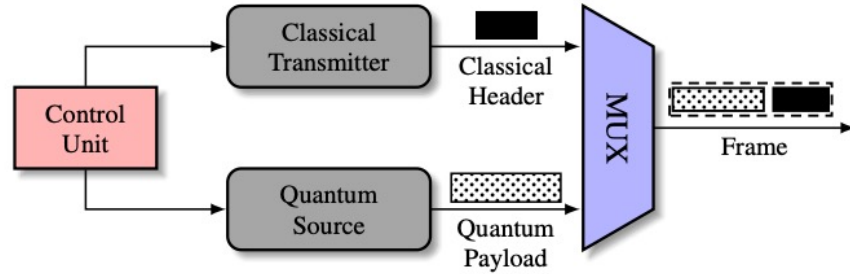 Control
Unit
Classical
Transmitter
Classical
Header
Quantum
Source
Quantum
Payload
MUX
Frame